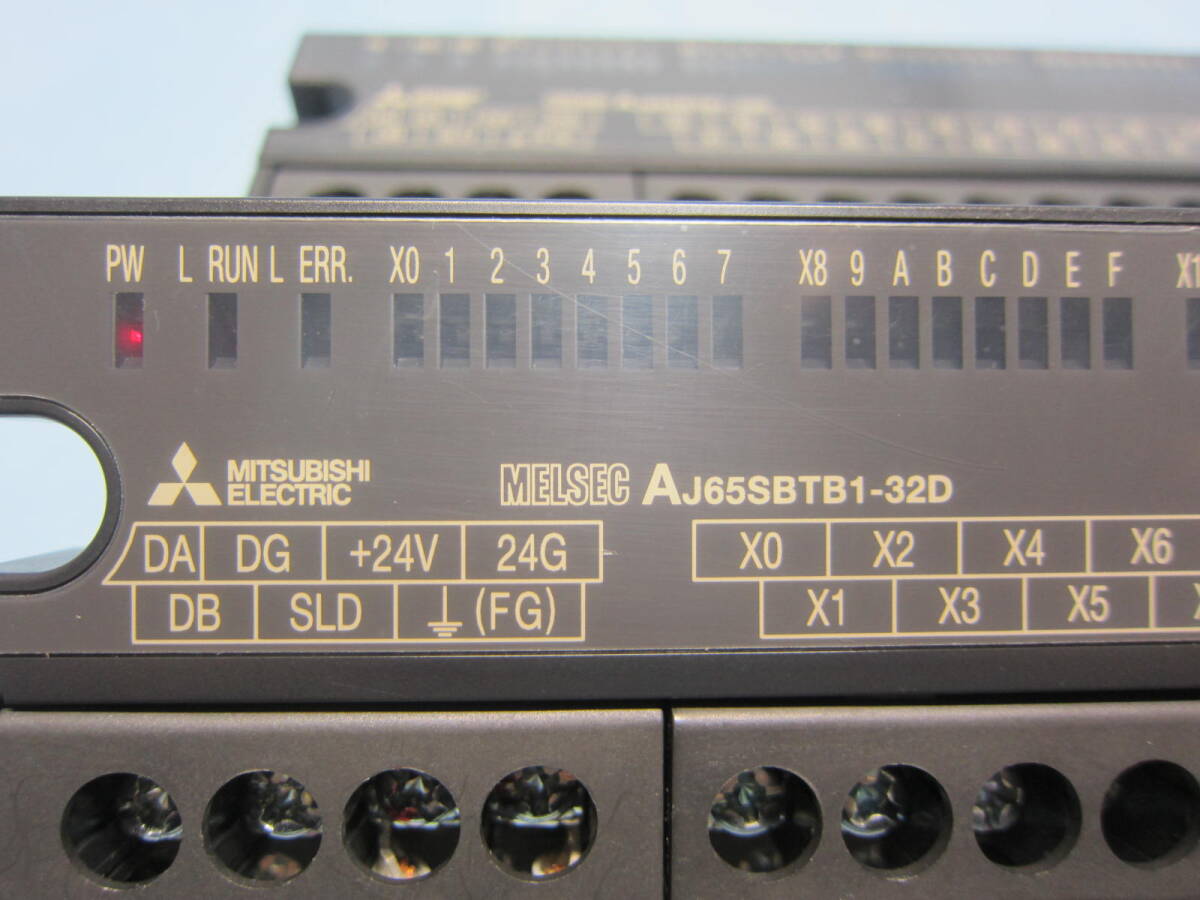 PW L RUN L ERR. X0 1 2 3 4 5 6 7 X8 9 A B C D E F X1
MITSUBISHI
ELECTRIC
MELSEC AJ65SBTB1-32D
DA DG +24V 24G
DB SLD (FG)
X0 X2 X4 X6
X1 X3 X5